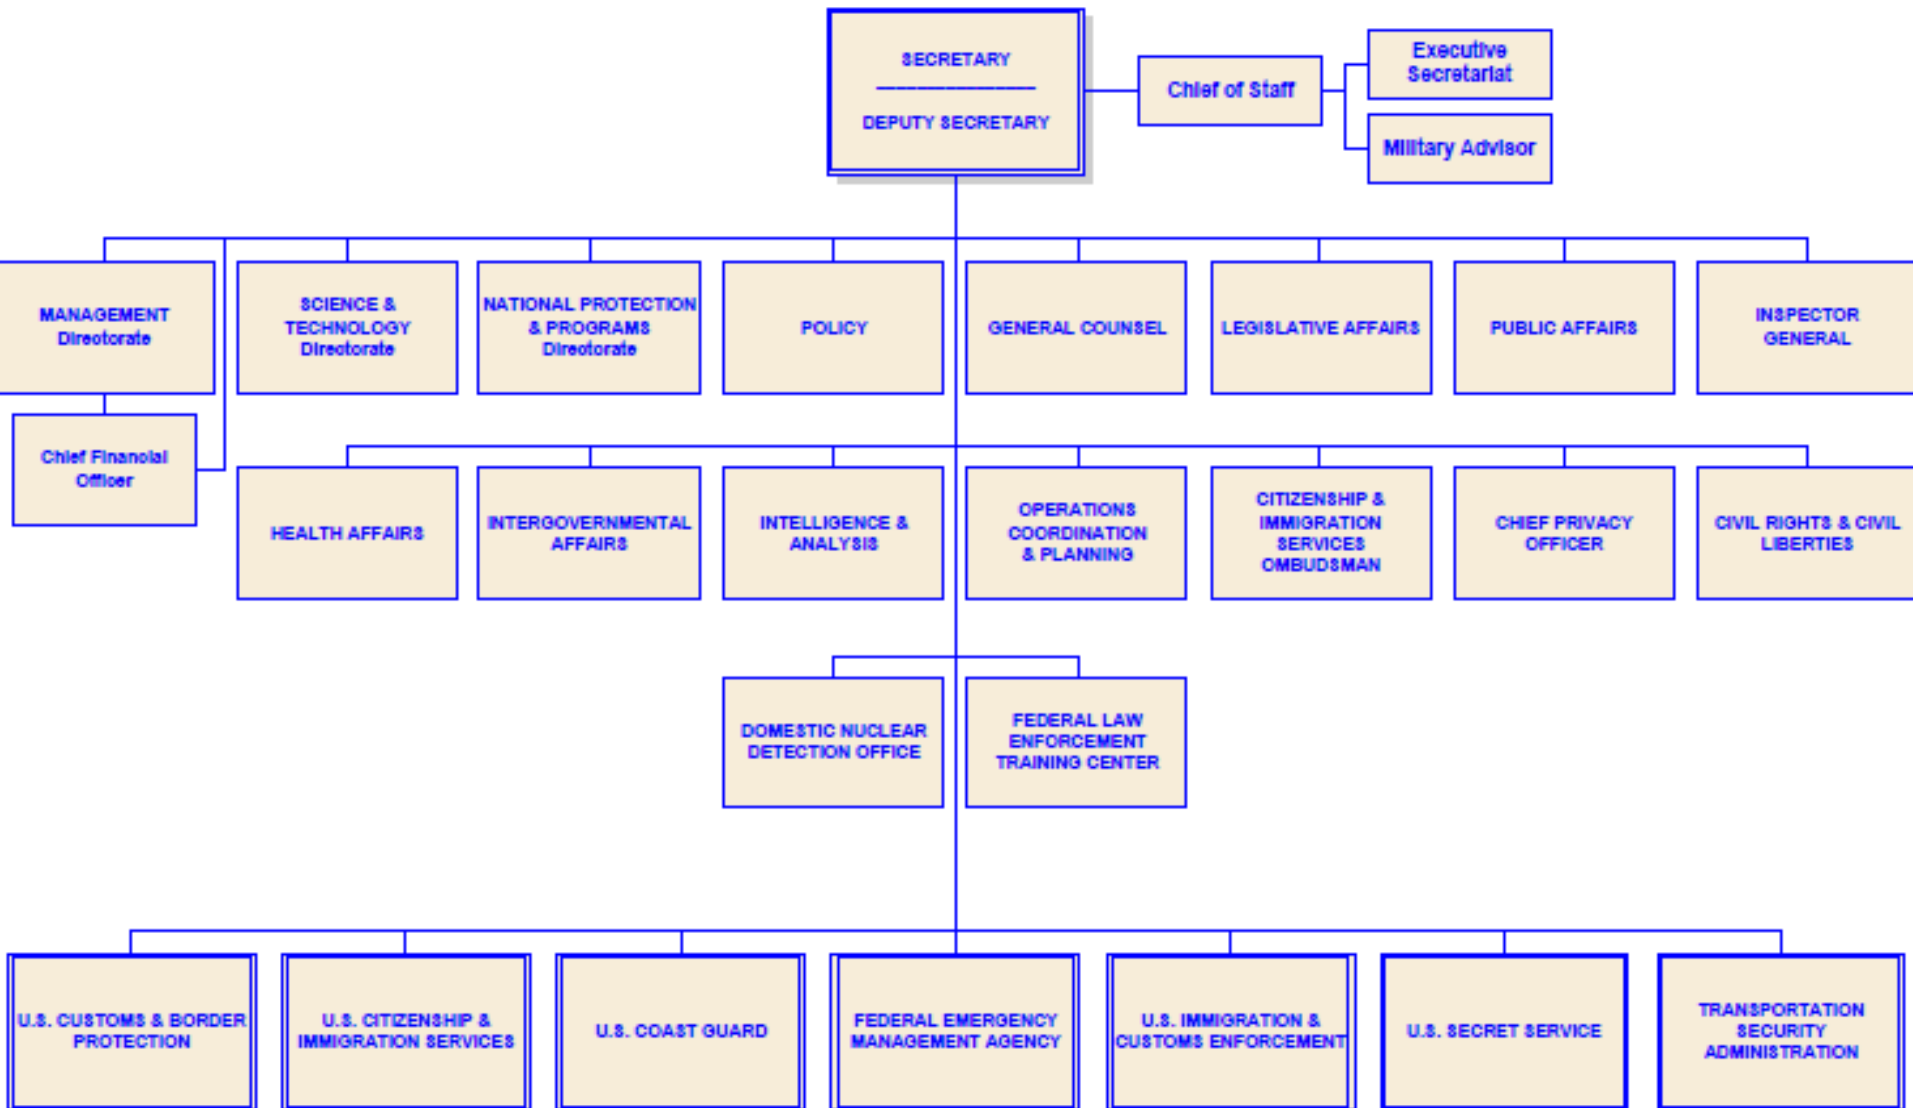 SECRETARY
DEPUTY SECRETARY
Chief of Staff
Executive
Secretariat
Military Advisor
MANAGEMENT
Directorate
SCIENCE &
TECHNOLOGY
Directorate
NATIONAL PROTECTION
& PROGRAMS
Directorate
POLICY
GENERAL COUNSEL
LEGISLATIVE AFFAIRS
PUBLIC AFFAIRS
INSPECTOR
GENERAL
Chief Financial
Officer
HEALTH AFFAIRS
INTERGOVERNMENTAL
AFFAIRS
INTELLIGENCE &
ANALYSIS
OPERATIONS
COORDINATION
& PLANNING
CITIZENSHIP &
IMMIGRATION
SERVICES
OMBUDSMAN
CHIEF PRIVACY
OFFICER
CIVIL RIGHTS & CIVIL
LIBERTIES
DOMESTIC NUCLEAR
DETECTION OFFICE
FEDERAL LAW
ENFORCEMENT
TRAINING CENTER
U.S. CUSTOMS & BORDER
PROTECTION
U.S. CITIZENSHIP &
IMMIGRATION SERVICES
U.S. COAST GUARD
FEDERAL EMERGENCY
MANAGEMENT AGENCY
U.S. IMMIGRATION &
CUSTOMS ENFORCEMENT
U.S. SECRET SERVICE
TRANSPORTATION
SECURITY
ADMINISTRATION